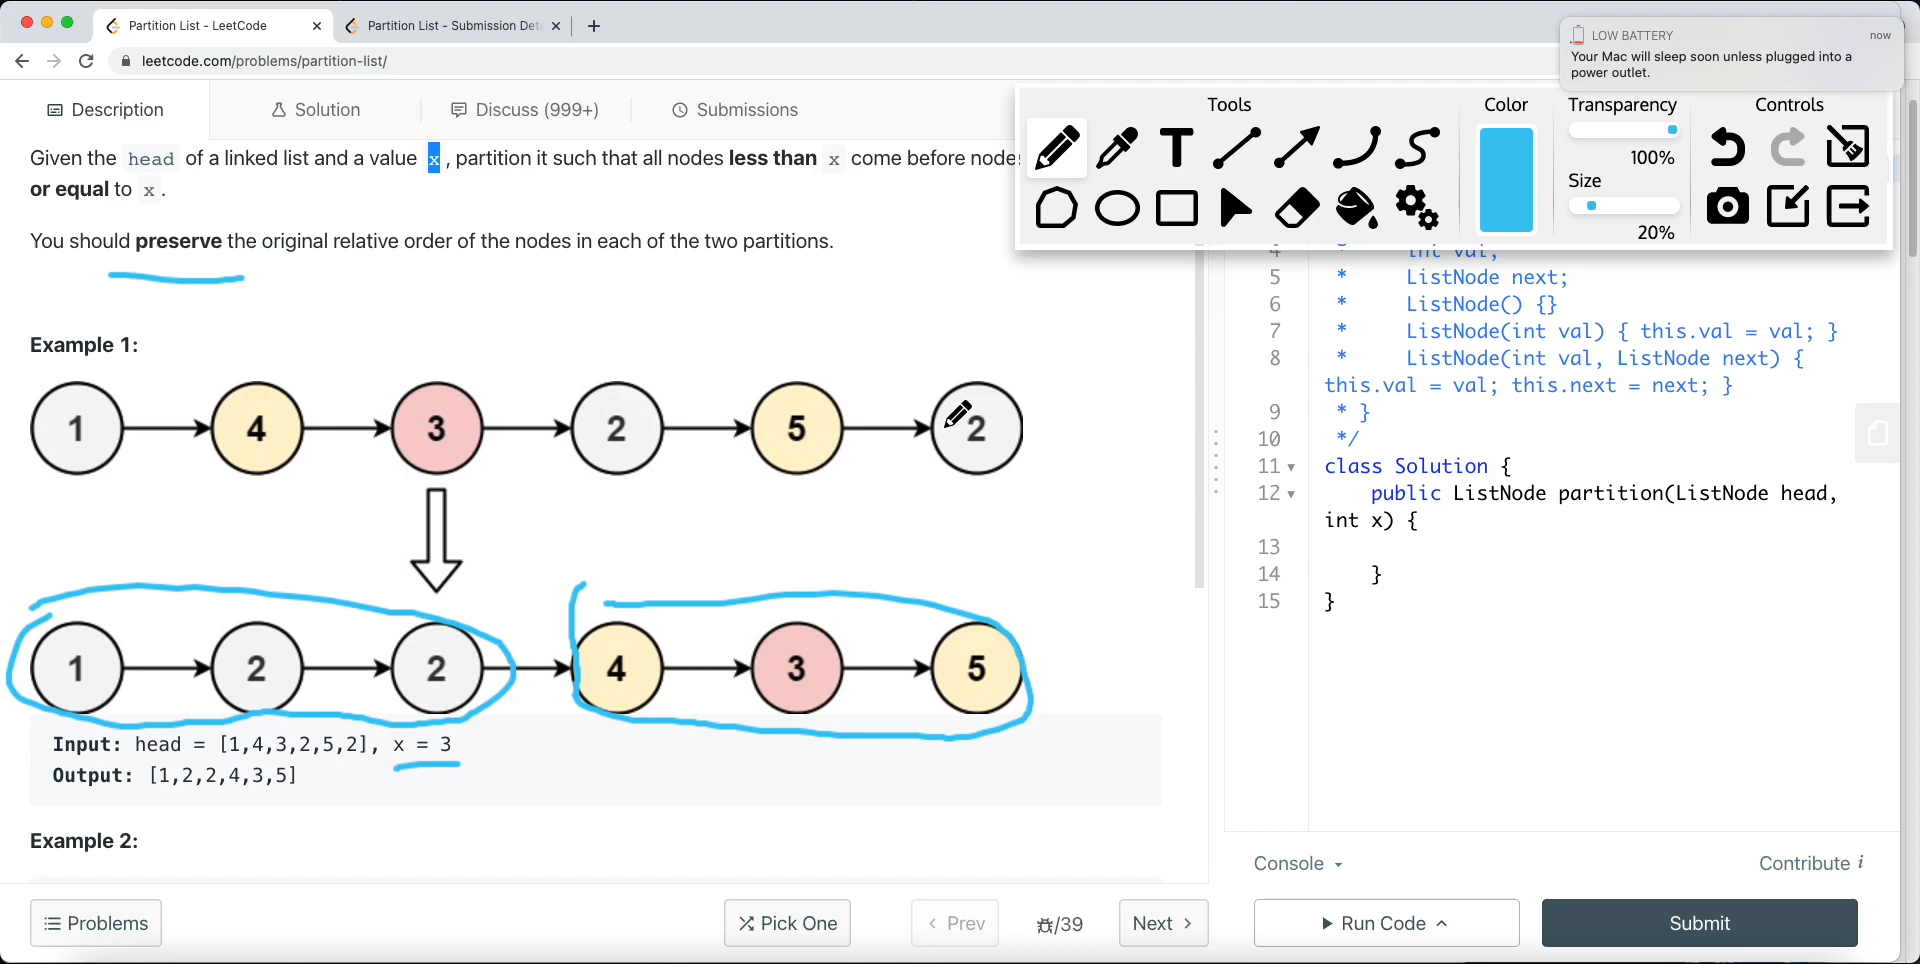 Partition List - LeetCode
Partition List - Submission Det
LOW BATTERY
now
Your Mac will sleep soon unless plugged into a
power outlet.
leetcode.com/problems/partition-list/
Description
Solution
Discuss (999+)
Submissions
Tools
Color
Transparency
Controls
100%
Size
20%
Given the head of a linked list and a value x, partition it such that all nodes less than x come before node
or equal to x.
You should preserve the original relative order of the nodes in each of the two partitions.
Example 1:
1 4 3 2 5 2
1 2 2 4 3 5
Input: head = [1,4,3,2,5,2], x = 3
Output: [1,2,2,4,3,5]
Example 2:
4 int val;
5 * ListNode next;
6 * ListNode() {}
7 * ListNode(int val) { this.val = val; }
8 * ListNode(int val, ListNode next) {
this.val = val; this.next = next; }
9 * }
10 */
11 class Solution {
12 public ListNode partition(ListNode head,
int x) {
13
14 }
15 }
Console
Contribute i
Problems
Pick One
< Prev
/39
Next >
Run Code
Submit